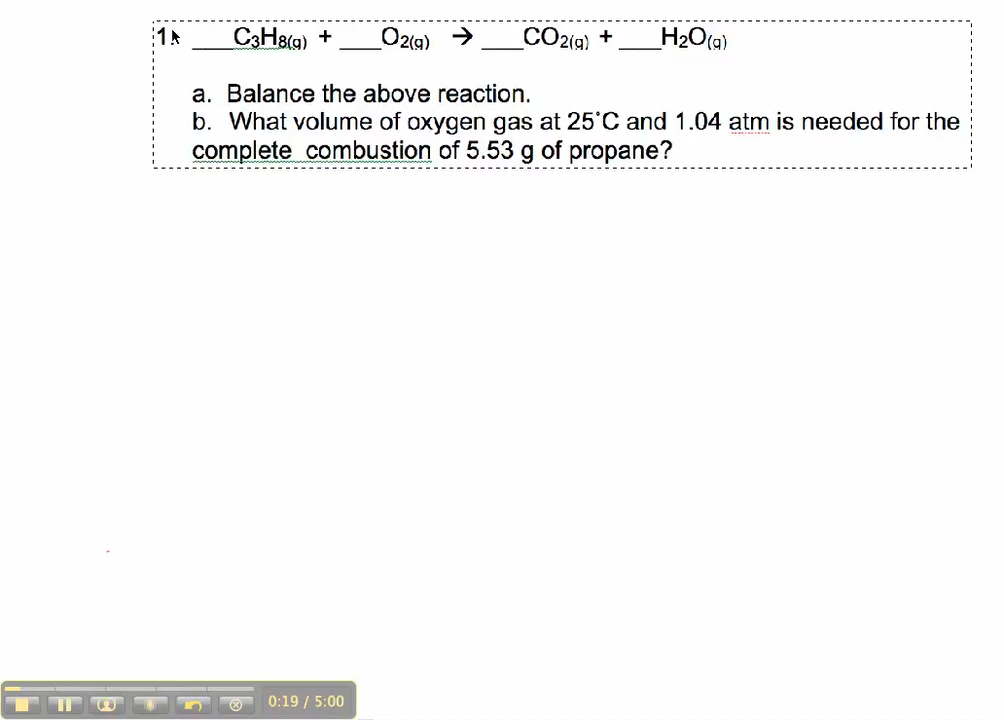 1. ___C₃H₈(g) + ___O₂(g) → ___CO₂(g) + ___H₂O(g)
a. Balance the above reaction.
b. What volume of oxygen gas at 25˚C and 1.04 atm is needed for the
complete combustion of 5.53 g of propane?
0:19 / 5:00